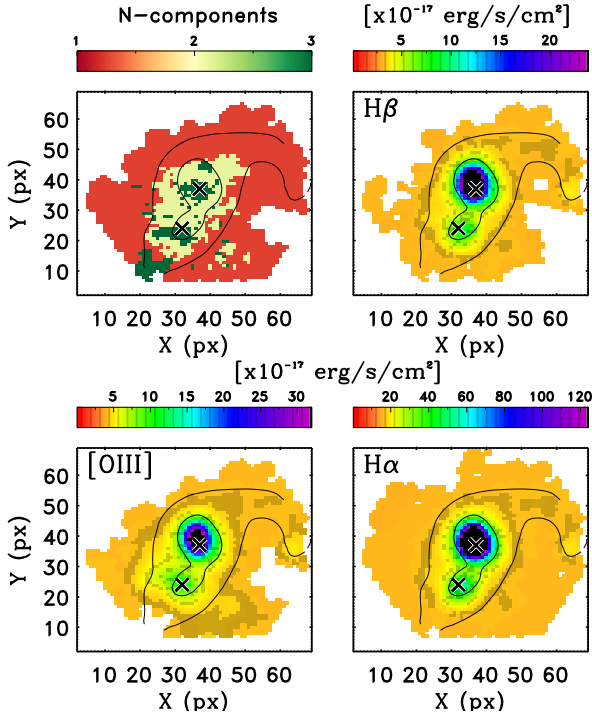 N-components
[x10⁻¹⁷ erg/s/cm²]
1 2 3
5 10 15 20
Hβ
60
50
40
30
20
10
Y (px)
10 20 30 40 50 60
10 20 30 40 50 60
X (px)
X (px)
[x10⁻¹⁷ erg/s/cm²]
5 10 15 20 25 30
20 40 60 80 100 120
[OIII]
Hα
60
50
40
30
20
10
Y (px)
10 20 30 40 50 60
10 20 30 40 50 60
X (px)
X (px)